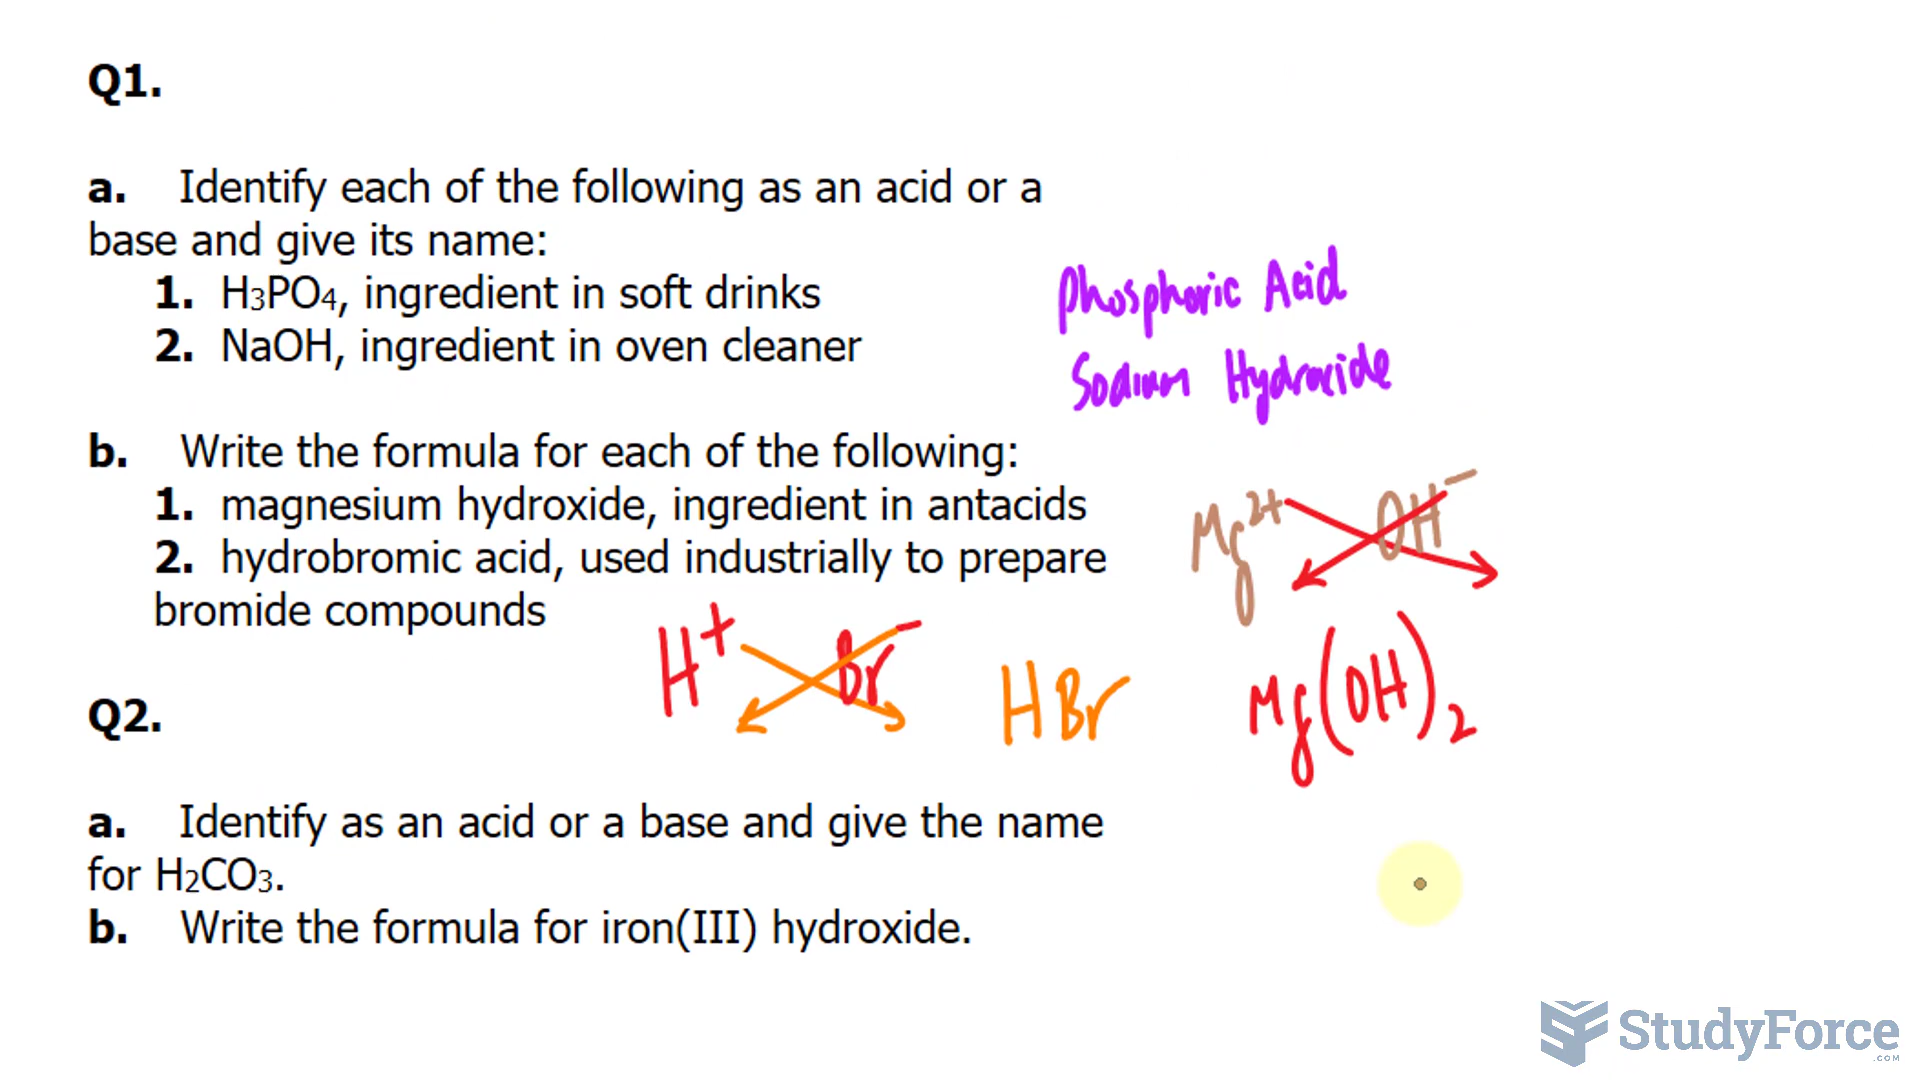 Q1.
a. Identify each of the following as an acid or a
base and give its name:
1. H3PO4, ingredient in soft drinks
Phosphoric Acid
2. NaOH, ingredient in oven cleaner
Sodium Hydroxide
b. Write the formula for each of the following:
1. magnesium hydroxide, ingredient in antacids
Mg2+ OH−
2. hydrobromic acid, used industrially to prepare
bromide compounds
H+ Br−
HBr
Mg(OH)2
Q2.
a. Identify as an acid or a base and give the name
for H2CO3.
b. Write the formula for iron(III) hydroxide.
StudyForce
.COM